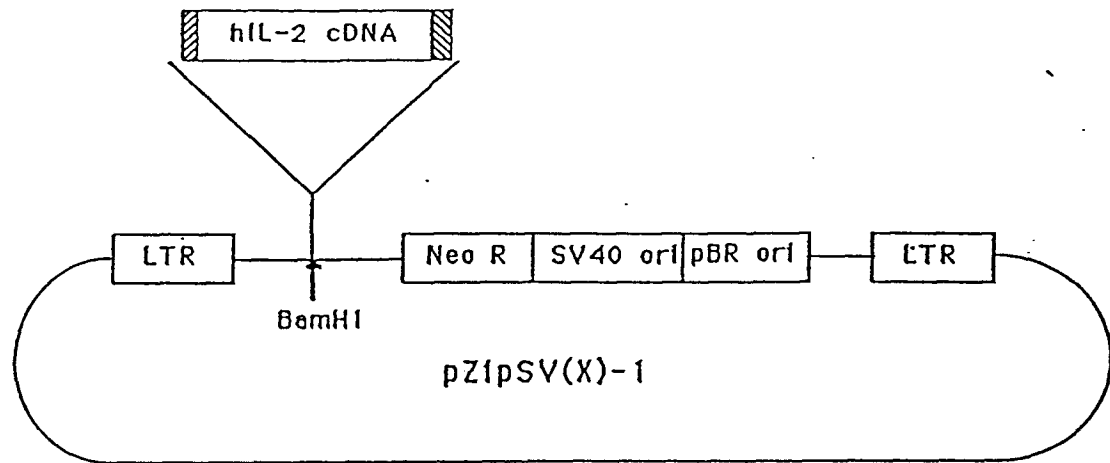 hIL-2 cDNA
LTR
Neo R
SV40 ori
pBR ori
LTR
BamH1
pZipSV(X)-1